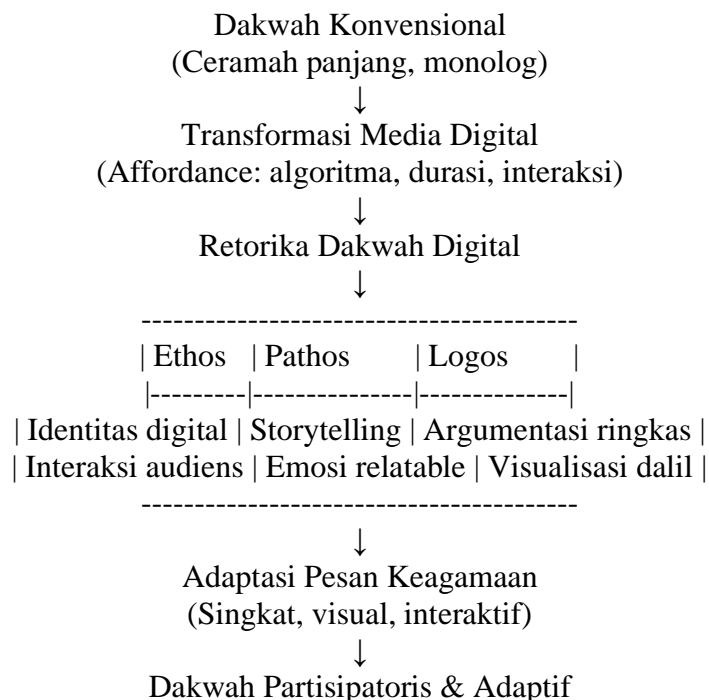 Dakwah Konvensional
(Ceramah panjang, monolog)
↓
Transformasi Media Digital
(Affordance: algoritma, durasi, interaksi)
↓
Retorika Dakwah Digital
↓
-----------------------------------------
| Ethos | Pathos | Logos |
|---------|---------------|--------------|
| Identitas digital | Storytelling | Argumentasi ringkas |
| Interaksi audiens | Emosi relatable | Visualisasi dalil |
-----------------------------------------
↓
Adaptasi Pesan Keagamaan
(Singkat, visual, interaktif)
↓
Dakwah Partisipatoris & Adaptif